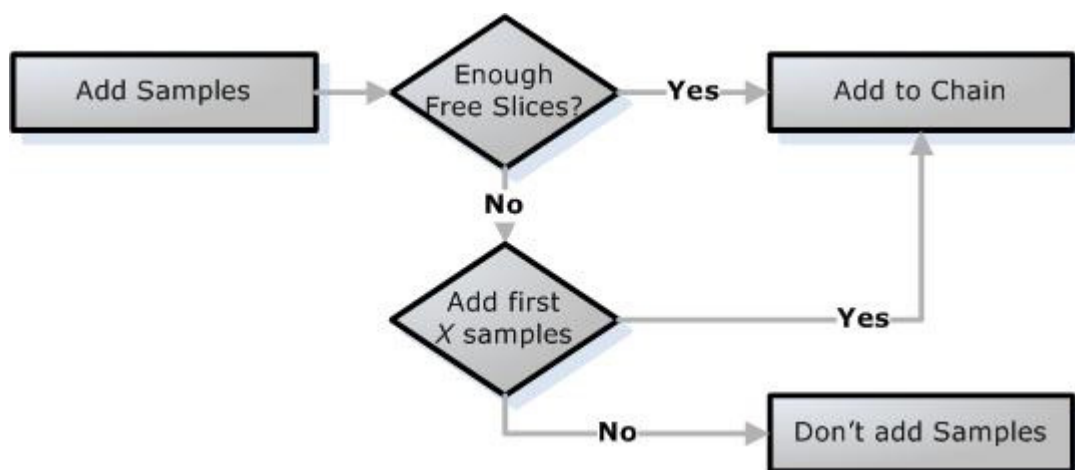 Add Samples
Enough
Free Slices?
Yes
Add to Chain
No
Add first
X samples
Yes
No
Don't add Samples